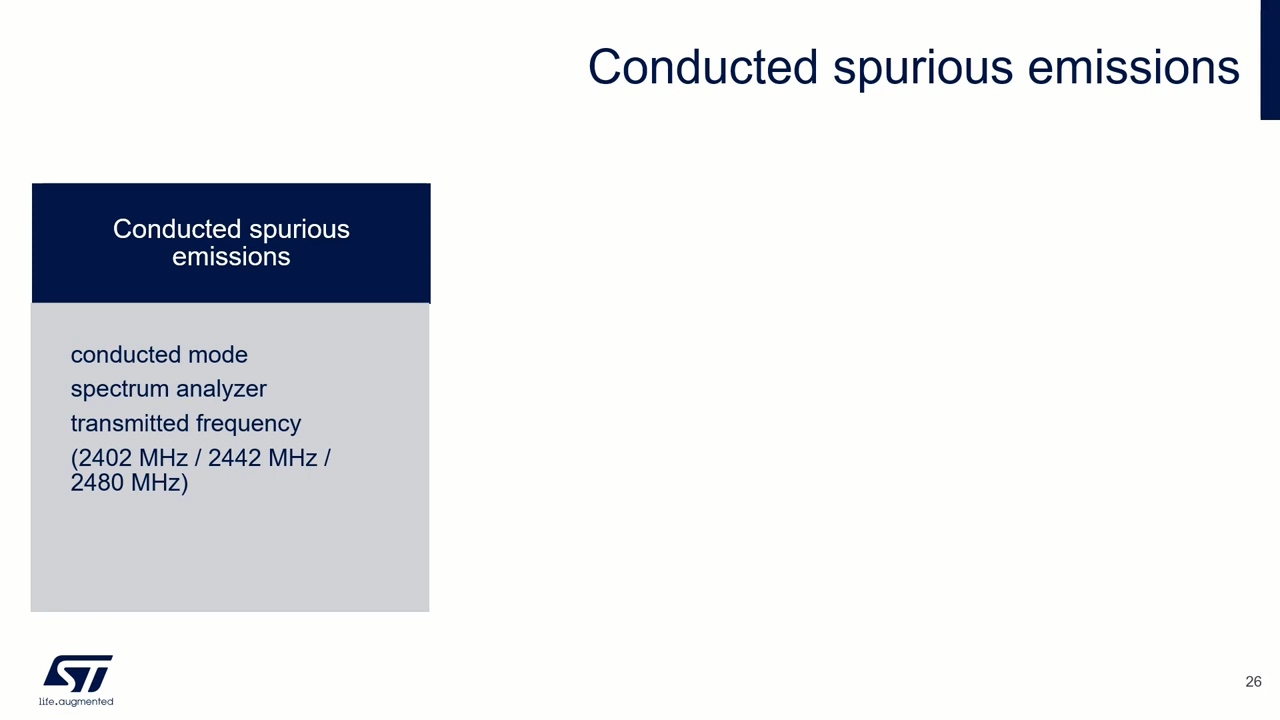 Conducted spurious emissions
Conducted spurious
emissions
conducted mode
spectrum analyzer
transmitted frequency
(2402 MHz / 2442 MHz /
2480 MHz)
ST
life.augmented
26